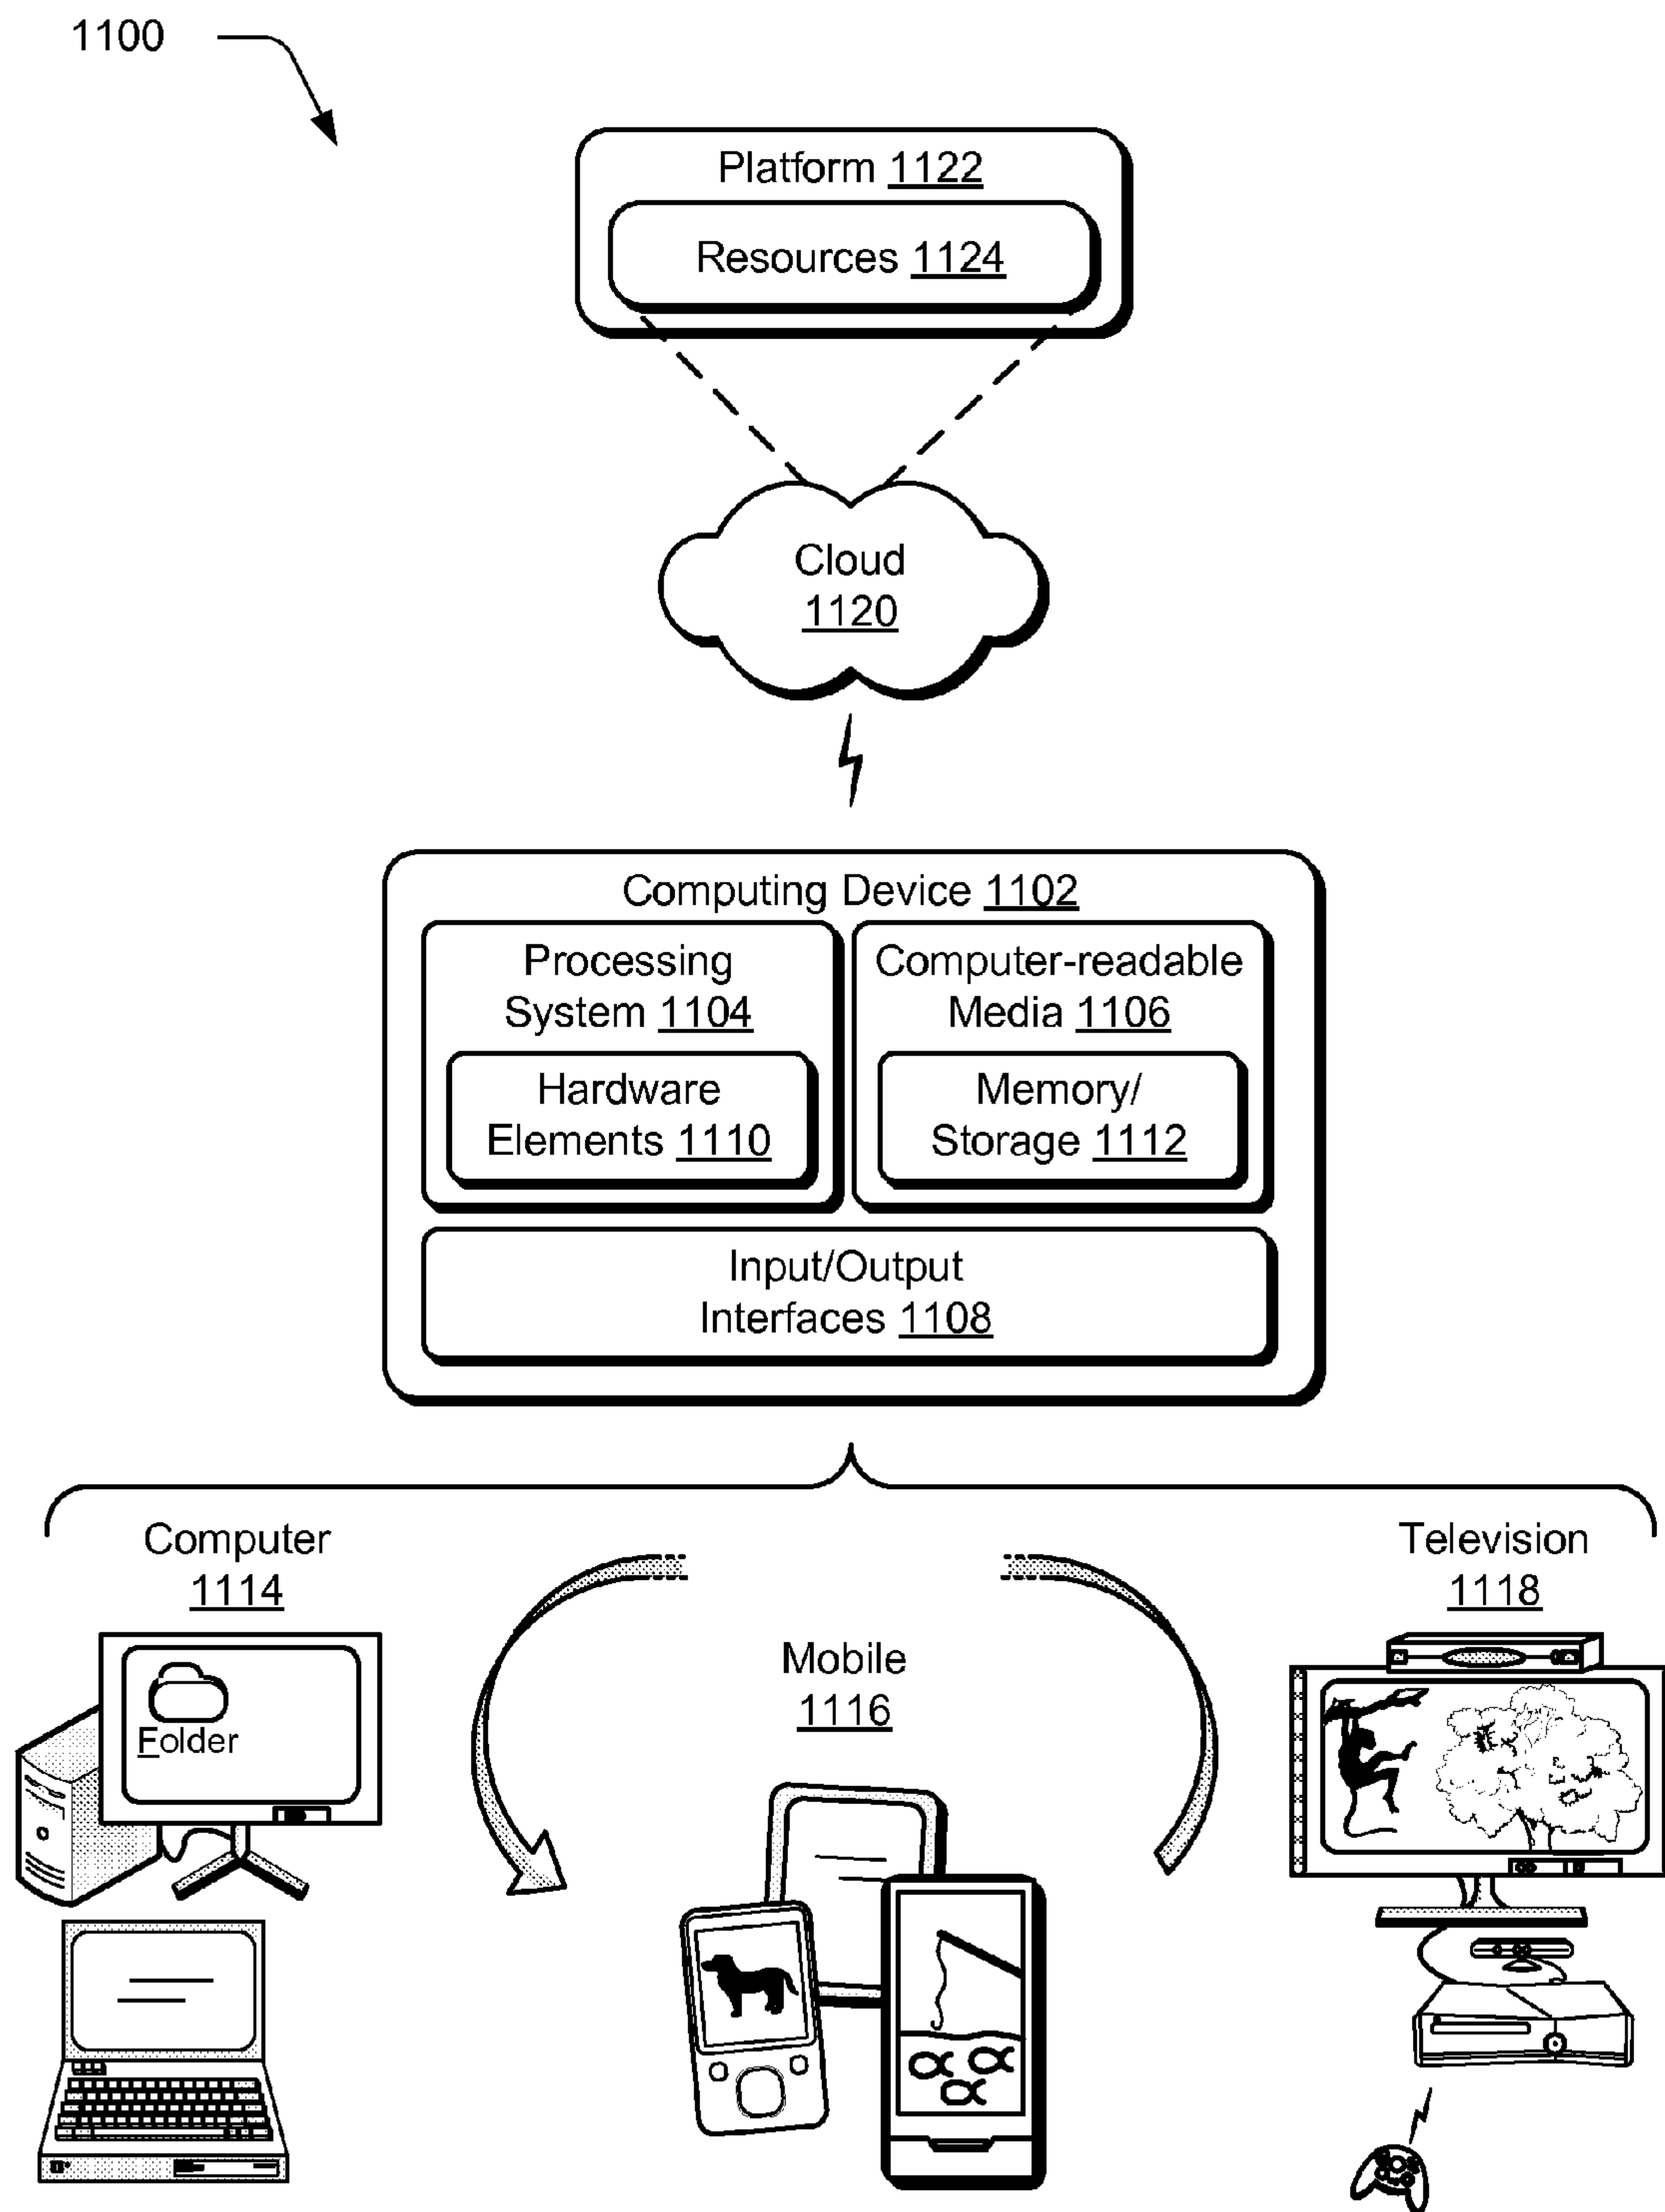 1100
Platform 1122
Resources 1124
Cloud
1120
Computing Device 1102
Processing
System 1104
Computer-readable
Media 1106
Hardware
Elements 1110
Memory/
Storage 1112
Input/Output
Interfaces 1108
Computer
1114
Mobile
1116
Television
1118
Folder